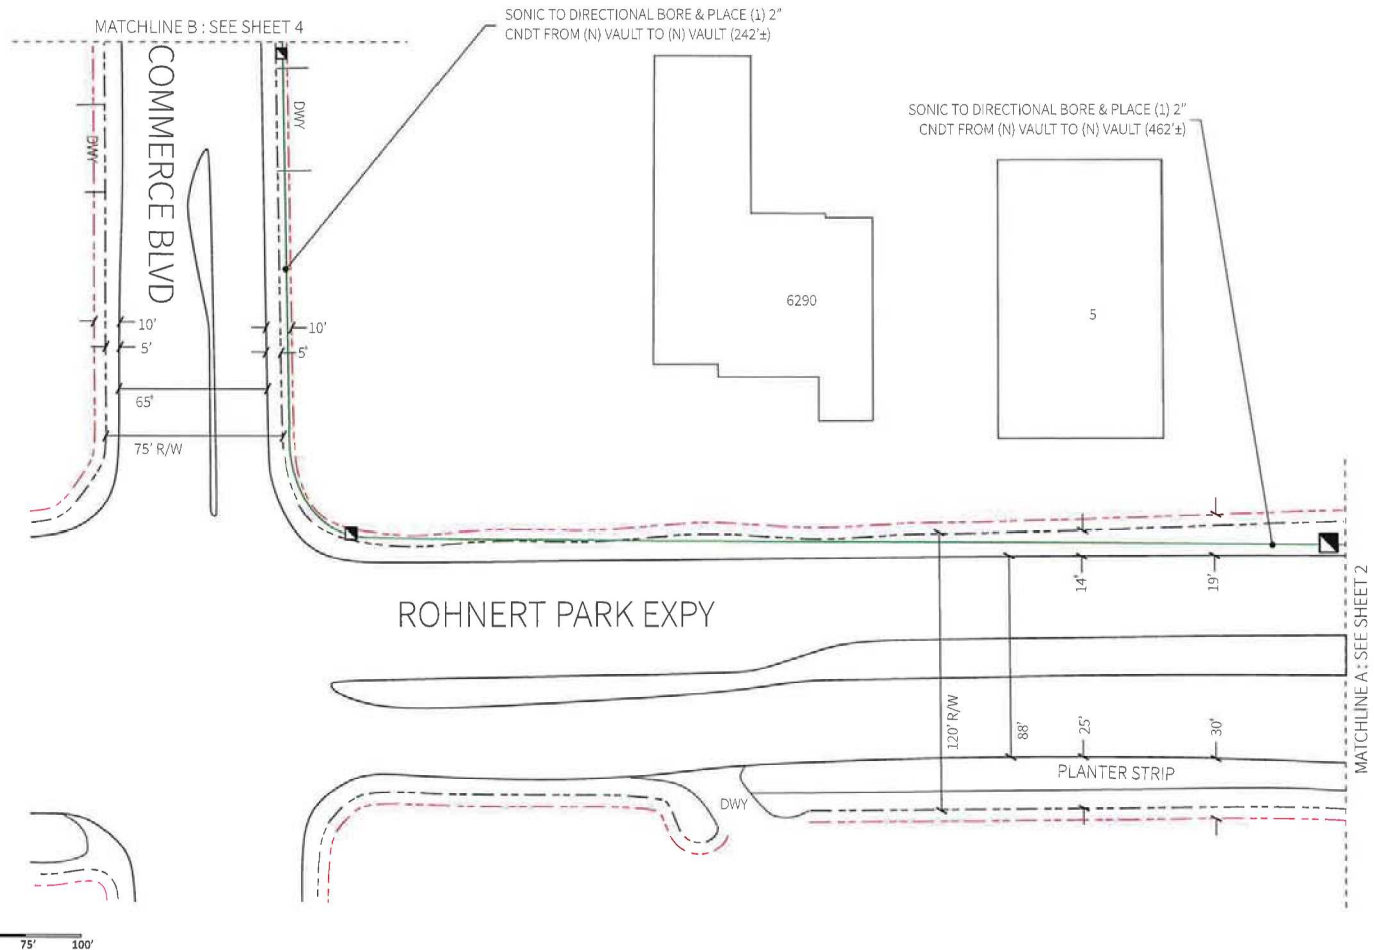 MATCHLINE B : SEE SHEET 4
SONIC TO DIRECTIONAL BORE & PLACE (1) 2"
CNDT FROM (N) VAULT TO (N) VAULT (242'±)
SONIC TO DIRECTIONAL BORE & PLACE (1) 2"
CNDT FROM (N) VAULT TO (N) VAULT (462'±)
COMMERCE BLVD
DWY
DWY
6290
5
10'
5'
10'
5'
65'
75' R/W
14'
19'
ROHNERT PARK EXPY
MATCHLINE A : SEE SHEET 2
120' R/W
88'
25'
30'
PLANTER STRIP
DWY
75'
100'